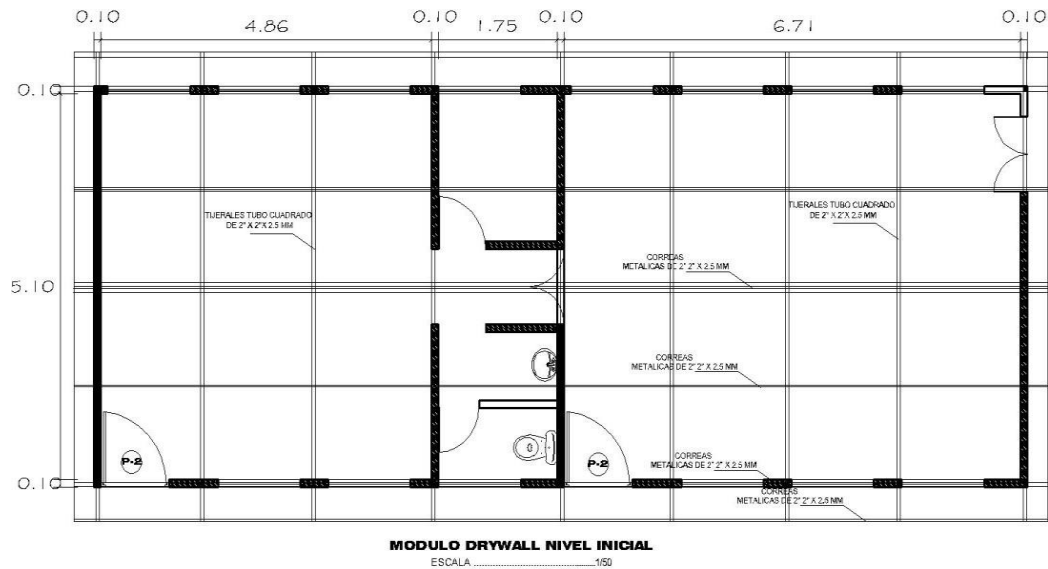 0.10
0.10
0.10
0.10
4.86
1.75
6.71
0.10
TIJERALES TUBO CUADRADO
DE 2" X 2" X 2.5 MM
TIJERALES TUBO CUADRADO
DE 2" X 2" X 2.5 MM
CORREAS
METALICAS DE 2" 2" X 2.5 MM
5.10
CORREAS
METALICAS DE 2" 2" X 2.5 MM
P-2
P-2
CORREAS
METALICAS DE 2" 2" X 2.5 MM
0.10
CORREAS
METALICAS DE 2" 2" X 2.5 MM
MODULO DRYWALL NIVEL INICIAL
ESCALA ........................................ 1/50